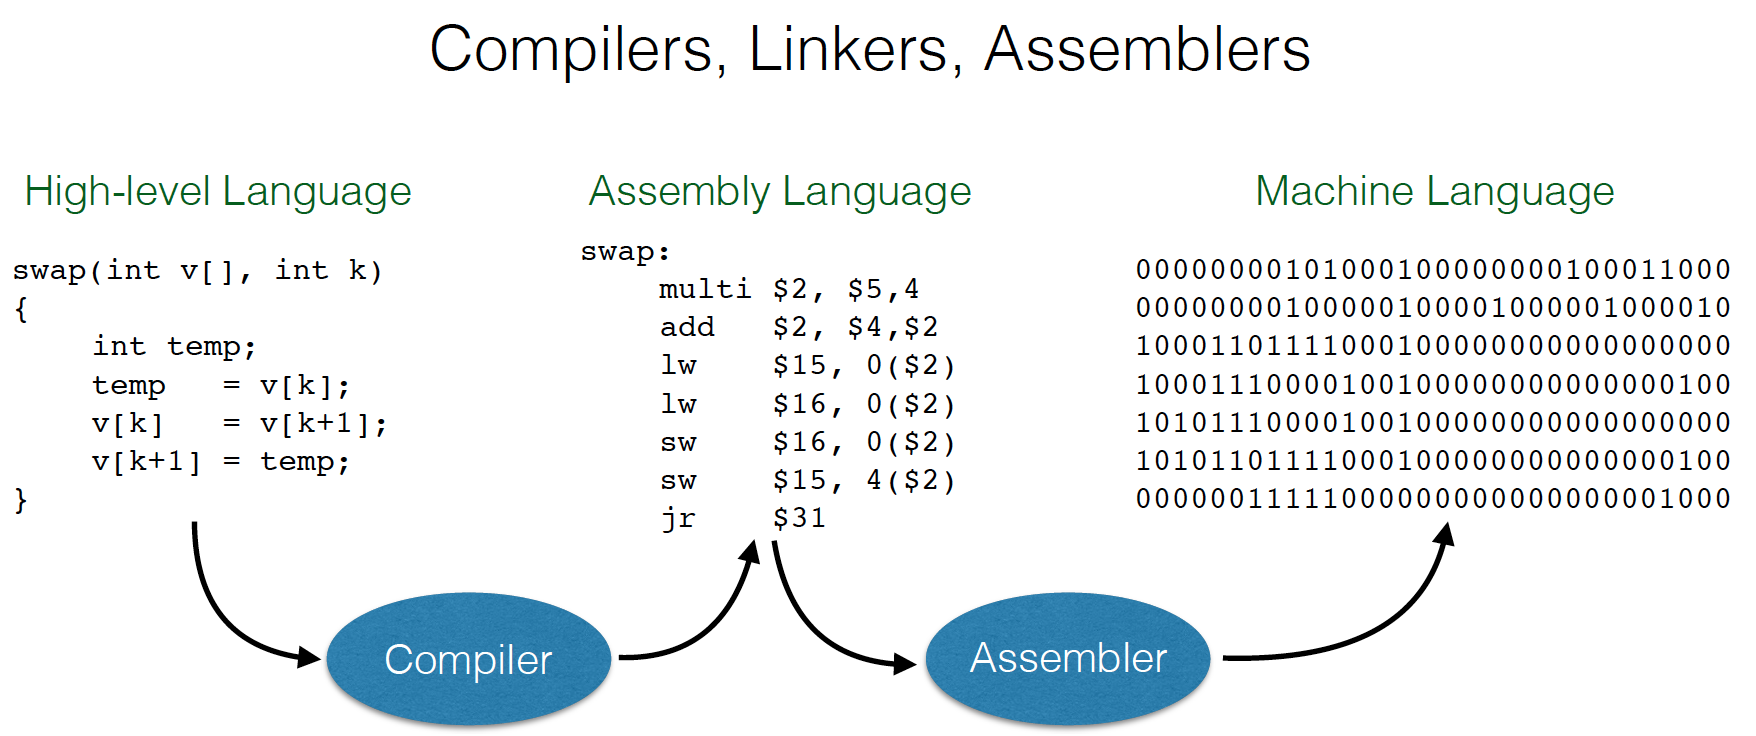 Compilers, Linkers, Assemblers
High-level Language
swap(int v[], int k)
{
int temp;
temp = v[k];
v[k] = v[k+1];
v[k+1] = temp;
}
Assembly Language
swap:
multi $2, $5,4
add $2, $4,$2
lw $15, 0($2)
lw $16, 0($2)
sw $16, 0($2)
sw $15, 4($2)
jr $31
Machine Language
00000000101000100000000100011000
00000000100000100001000001000010
10001101111000100000000000000000
10001110000100100000000000000100
10101110000100100000000000000000
10101101111000100000000000000100
00000011111000000000000000001000
Compiler
Assembler